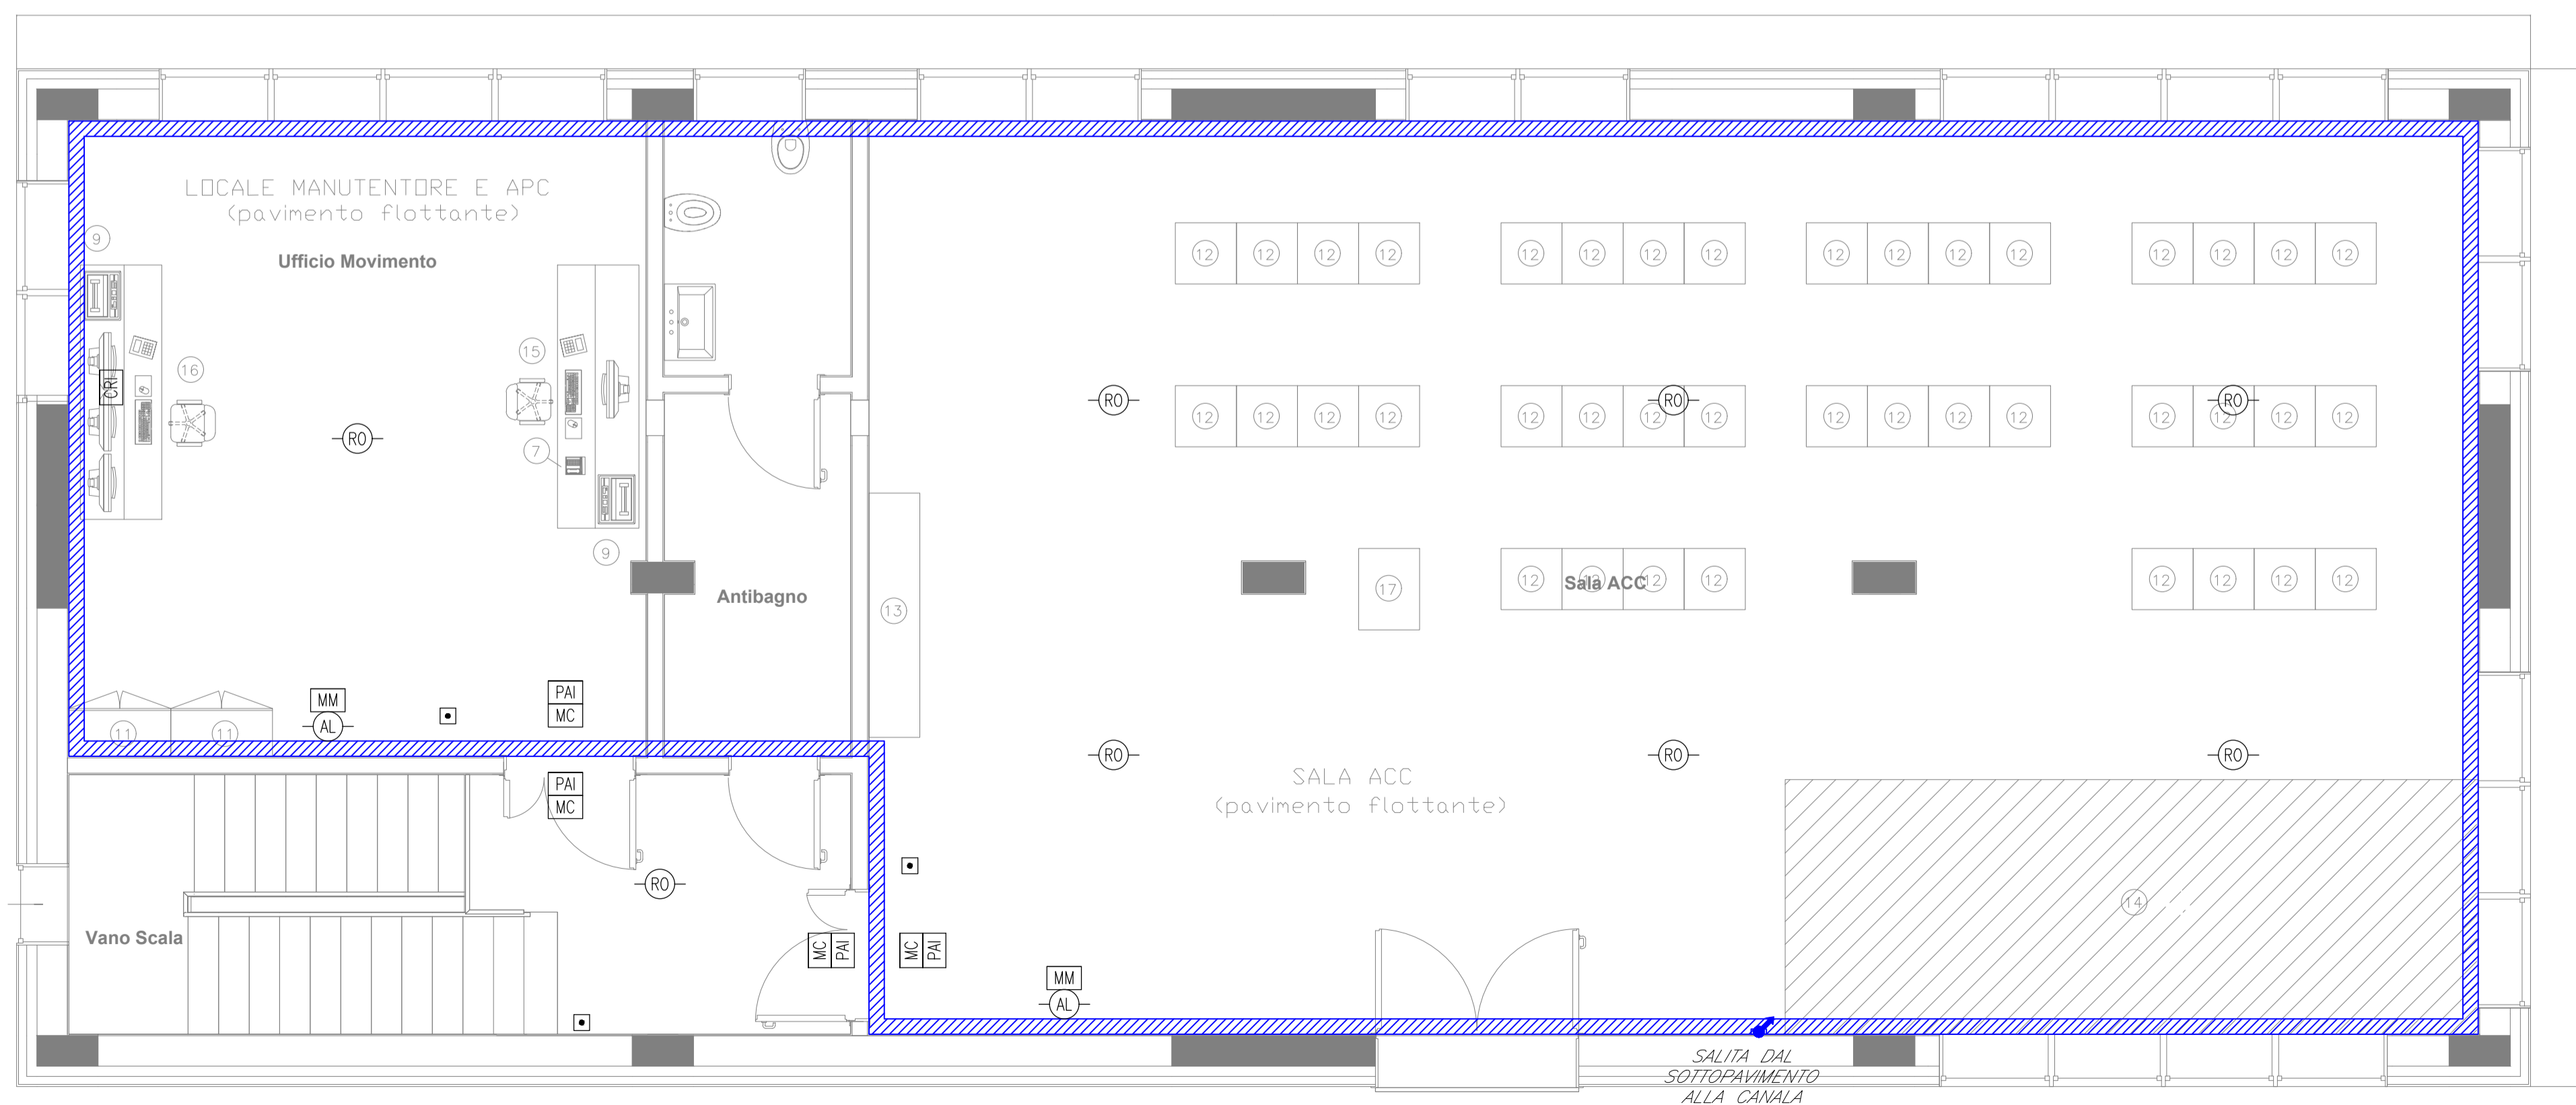 LOCALE MANUTENTORE E APC
(pavimento flottante)
9
Ufficio Movimento
12 12 12 12 12 12 12 12 12 12 12 12 12 12 12 12
15
16
CRI
RO RO RO RO
12 12 12 12 12 12 12 12 12 12 12 12 12 12 12 12
7
9
Antibagno
13
17
12 12 12 12 12 12 12 12
Sala ACC
MM
AL
PAI
MC
11 11
RO RO RO
SALA ACC
(pavimento flottante)
PAI
MC
RO
14
Vano Scala
MC PAI MC PAI
MM
AL
SALITA DAL
SOTTOPAVIMENTO
ALLA CANALA